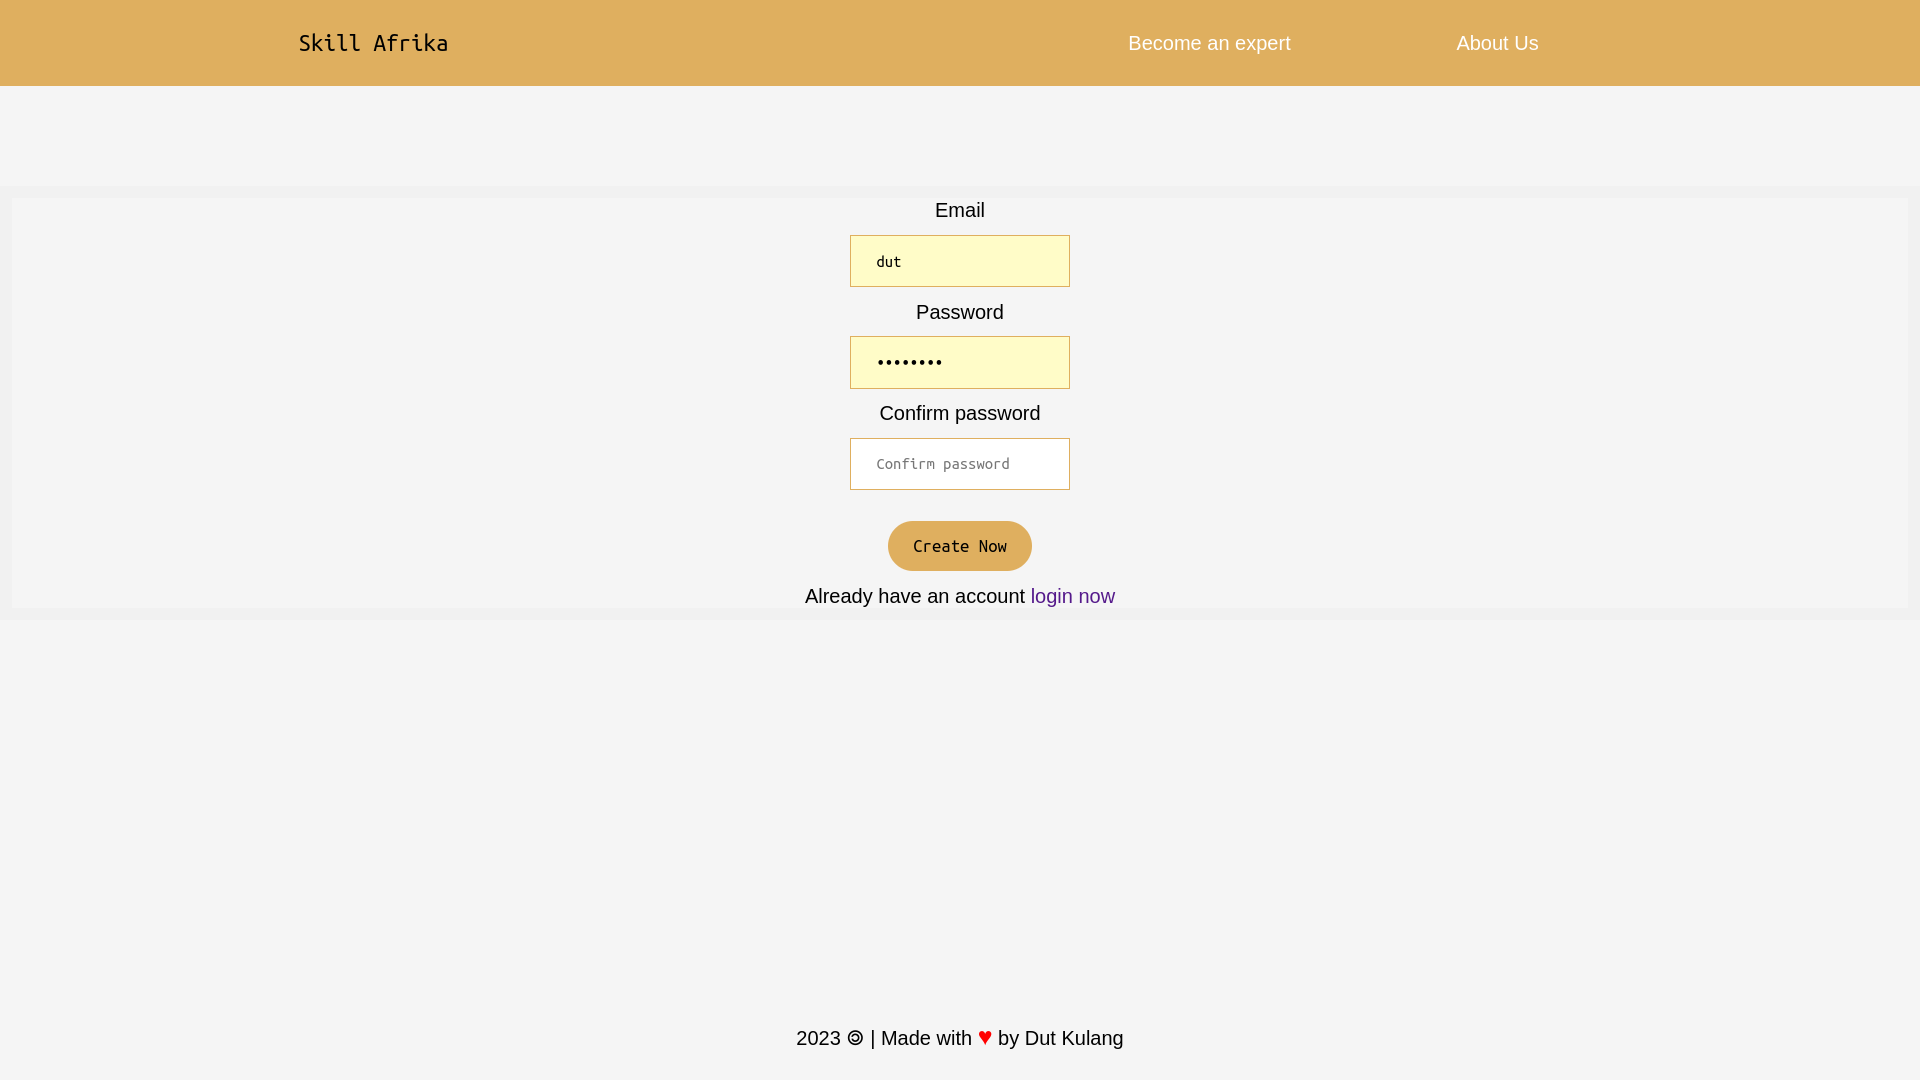 Skill Afrika Become an expert About Us
Email
dut
Password
••••••••
Confirm password
Confirm password
Create Now
Already have an account login now
2023 🄯 | Made with ♥ by Dut Kulang